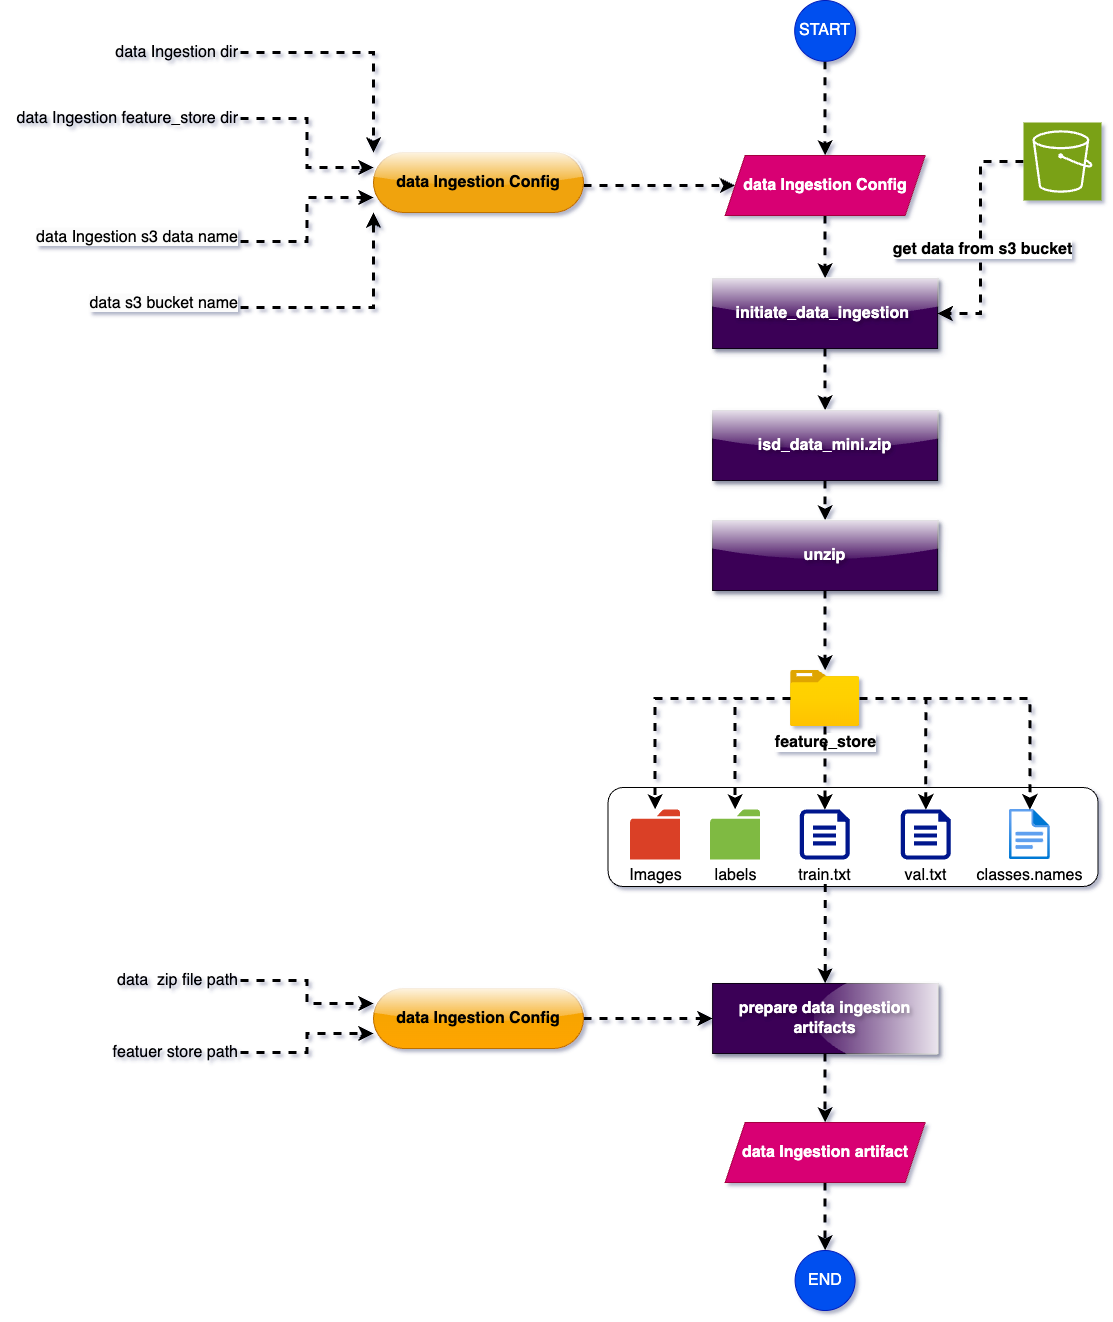 START
data Ingestion dir
data Ingestion feature_store dir
data Ingestion Config
data Ingestion Config
data Ingestion s3 data name
get data from s3 bucket
data s3 bucket name
initiate_data_ingestion
isd_data_mini.zip
unzip
feature_store
Images
labels
train.txt
val.txt
classes.names
data  zip file path
data Ingestion Config
prepare data ingestion
artifacts
featuer store path
data Ingestion artifact
END